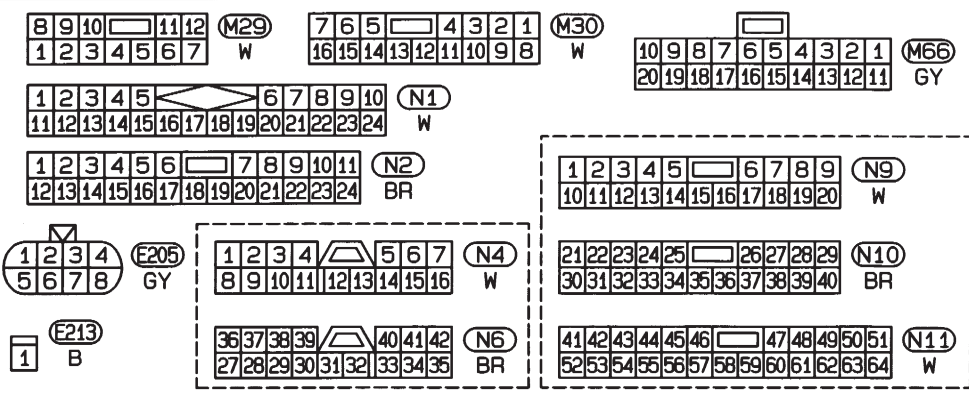 8 9 10 11 12 M29
1 2 3 4 5 6 7 W
7 6 5 4 3 2 1 M30
16 15 14 13 12 11 10 9 8 W
10 9 8 7 6 5 4 3 2 1 M66
20 19 18 17 16 15 14 13 12 11 GY
1 2 3 4 5 6 7 8 9 10 N1
11 12 13 14 15 16 17 18 19 20 21 22 23 24 W
1 2 3 4 5 6 7 8 9 10 11 N2
12 13 14 15 16 17 18 19 20 21 22 23 24 BR
1 2 3 4 5 6 7 8 9 N9
10 11 12 13 14 15 16 17 18 19 20 W
1 2 3 4 E205
5 6 7 8 GY
1 2 3 4 5 6 7 N4
8 9 10 11 12 13 14 15 16 W
21 22 23 24 25 26 27 28 29 N10
30 31 32 33 34 35 36 37 38 39 40 BR
E213
1 B
36 37 38 39 40 41 42 N6
27 28 29 30 31 32 33 34 35 BR
41 42 43 44 45 46 47 48 49 50 51 N11
52 53 54 55 56 57 58 59 60 61 62 63 64 W